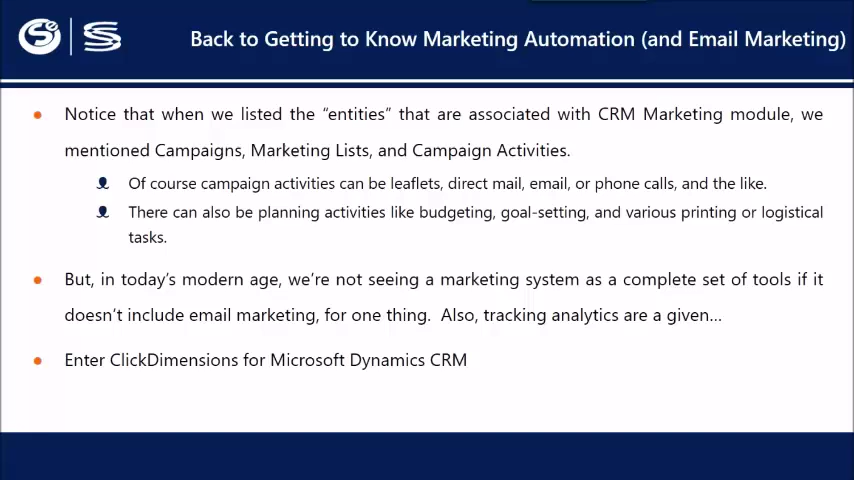 Back to Getting to Know Marketing Automation (and Email Marketing)
Notice that when we listed the “entities” that are associated with CRM Marketing module, we
mentioned Campaigns, Marketing Lists, and Campaign Activities.
Of course campaign activities can be leaflets, direct mail, email, or phone calls, and the like.
There can also be planning activities like budgeting, goal-setting, and various printing or logistical
tasks.
But, in today’s modern age, we’re not seeing a marketing system as a complete set of tools if it
doesn’t include email marketing, for one thing.  Also, tracking analytics are a given…
Enter ClickDimensions for Microsoft Dynamics CRM